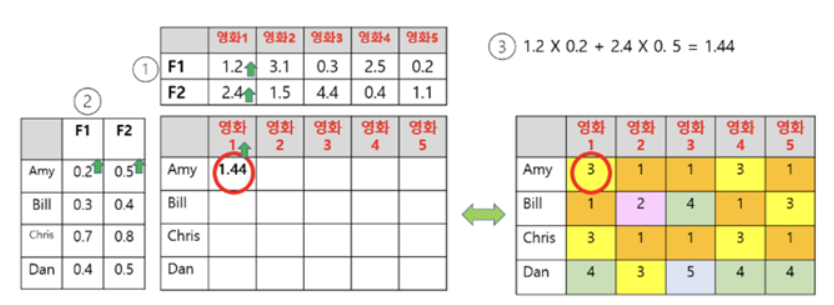 영화1 영화2 영화3 영화4 영화5
③ 1.2 X 0.2 + 2.4 X 0. 5 = 1.44
① F1 1.2 3.1 0.3 2.5 0.2
F2 2.4 1.5 4.4 0.4 1.1
②
F1 F2
Amy 0.2 0.5
Bill 0.3 0.4
Chris 0.7 0.8
Dan 0.4 0.5
영화 1 영화 2 영화 3 영화 4 영화 5
Amy 1.44
Bill
Chris
Dan
영화 1 영화 2 영화 3 영화 4 영화 5
Amy 3 1 1 3 1
Bill 1 2 4 1 3
Chris 3 1 1 3 1
Dan 4 3 5 4 4